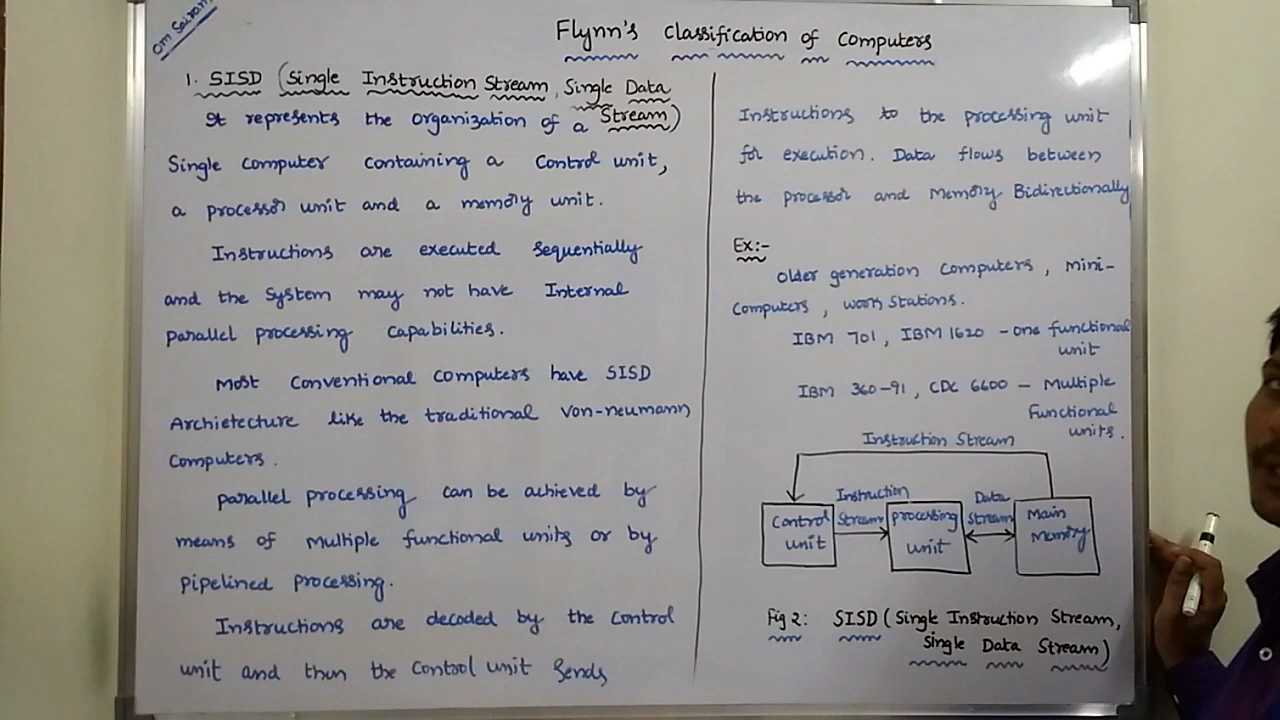 Om Sairam
Flynn's Classification of Computers
1. SISD (Single Instruction Stream, Single Data
Stream)
It represents the organization of a
Single Computer containing a Control unit,
a processor unit and a memory unit.
Instructions are executed Sequentially
and the System may not have Internal
parallel processing capabilities.
Most Conventional Computers have SISD
Archietecture like the traditional Von-neumann
Computers.
parallel processing can be achieved by
means of Multiple functional units or by
pipelined processing.
Instructions are decoded by the Control
unit and then the Control unit Sends
Instructions to the processing unit
for execution. Data flows between
the processor and Memory Bidirectionally
Ex:-
Older generation Computers, Mini-
Computers, work Stations.
IBM 701, IBM 1620 - one functional
unit
IBM 360-91, CDC 6600 - Multiple
Functional
units.
Instruction Stream
Control
unit
Instruction
Stream
processing
unit
Data
Stream
Main
Memory
Fig 2: SISD (Single Instruction Stream,
Single Data Stream)